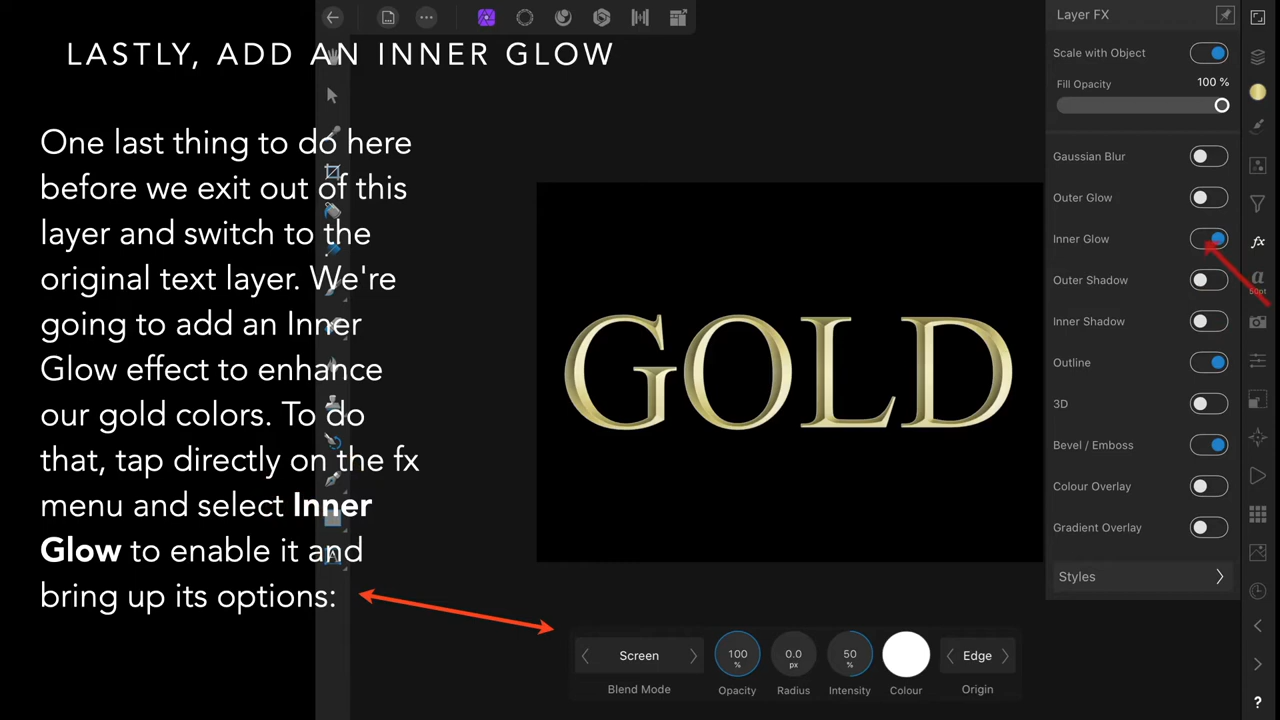 LASTLY, ADD AN INNER GLOW
One last thing to do here
before we exit out of this
layer and switch to the
original text layer. We're
going to add an Inner
Glow effect to enhance
our gold colors. To do
that, tap directly on the fx
menu and select Inner
Glow to enable it and
bring up its options:
GOLD
Layer FX
Scale with Object
Fill Opacity 100 %
Gaussian Blur
Outer Glow
Inner Glow
Outer Shadow
Inner Shadow
Outline
3D
Bevel / Emboss
Colour Overlay
Gradient Overlay
Styles
Screen
Blend Mode
100 %
Opacity
0.0 px
Radius
50 %
Intensity
Colour
Edge
Origin
fx
a
?